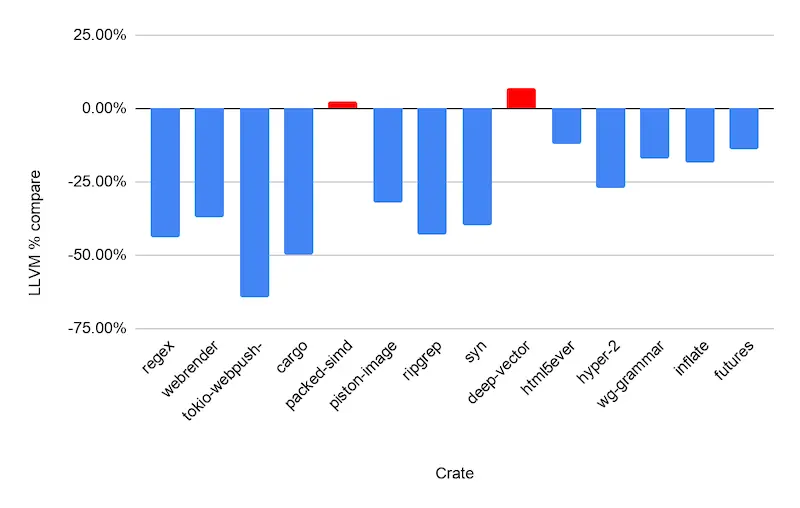 25.00%
0.00%
-25.00%
-50.00%
-75.00%
LLVM % compare
regex
webrender
tokio-webpush-
cargo
packed-simd
piston-image
ripgrep
syn
deep-vector
html5ever
hyper-2
wg-grammar
inflate
futures
Crate